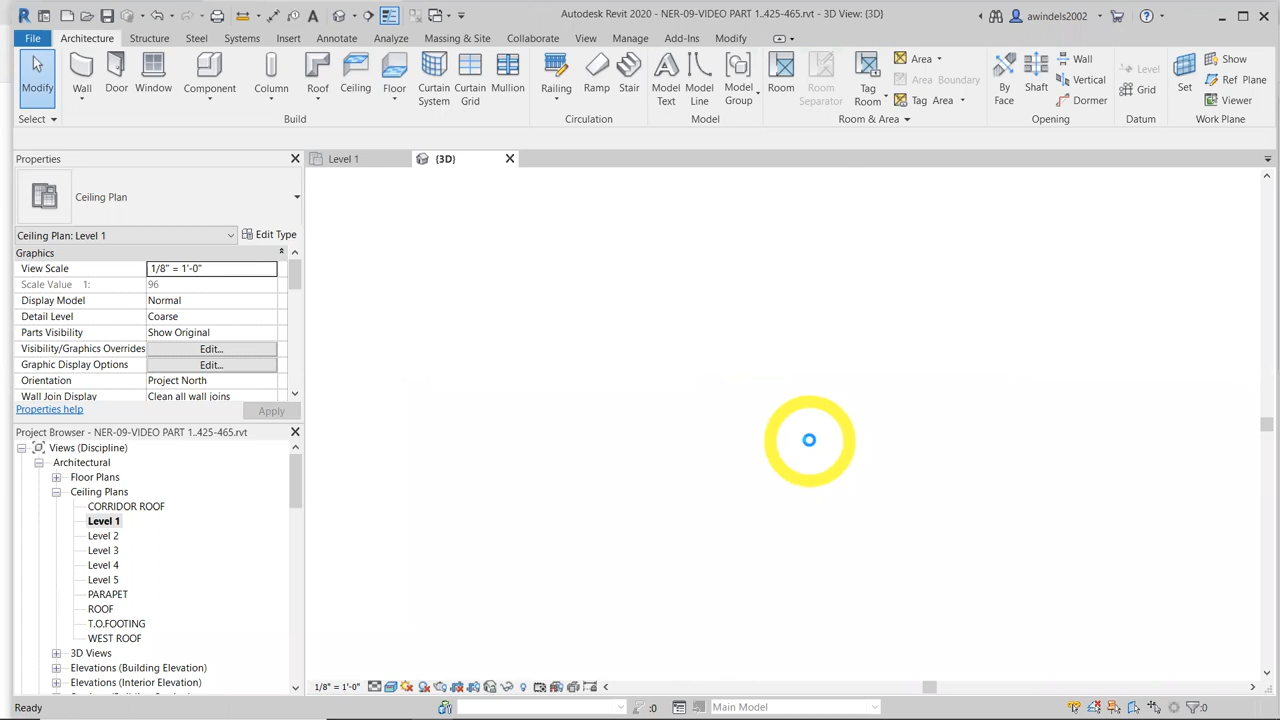 Autodesk Revit 2020 - NER-09-VIDEO PART 1..425-465.rvt - 3D View: {3D}
awindels2002
File Architecture Structure Steel Systems Insert Annotate Analyze Massing & Site Collaborate View Manage Add-Ins Modify
Modify Wall Door Window Component Column Roof Ceiling Floor Curtain System Curtain Grid Mullion Railing Ramp Stair Model Text Model Line Model Group Room Room Separator Tag Room
Area
Area Boundary
Tag Area
By Face Shaft
Wall
Vertical
Dormer
Level
Grid
Set
Show
Ref Plane
Viewer
Select Build Circulation Model Room & Area Opening Datum Work Plane
Properties
Level 1 {3D}
Ceiling Plan
Ceiling Plan: Level 1 Edit Type
Graphics
View Scale 1/8" = 1'-0"
Scale Value 1: 96
Display Model Normal
Detail Level Coarse
Parts Visibility Show Original
Visibility/Graphics Overrides Edit...
Graphic Display Options Edit...
Orientation Project North
Wall Join Display Clean all wall joins
Properties help Apply
Project Browser - NER-09-VIDEO PART 1..425-465.rvt
Views (Discipline)
Architectural
Floor Plans
Ceiling Plans
CORRIDOR ROOF
Level 1
Level 2
Level 3
Level 4
Level 5
PARAPET
ROOF
T.O.FOOTING
WEST ROOF
3D Views
Elevations (Building Elevation)
Elevations (Interior Elevation)
1/8" = 1'-0"
Ready :0 Main Model :0